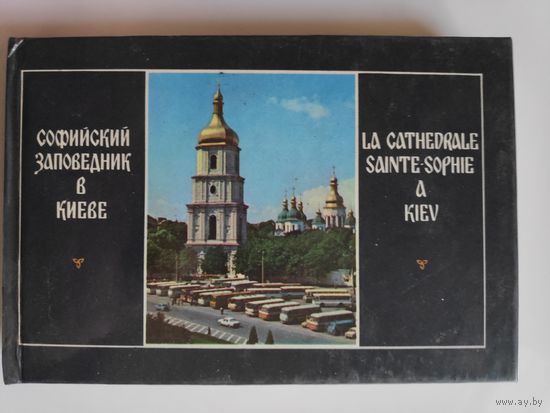 СОФИЙСКИЙ
ЗАПОВЕДНИК
В
КИЕВЕ
LA CATHEDRALE
SAINTE-SOPHIE
A
KIEV
www.ay.by